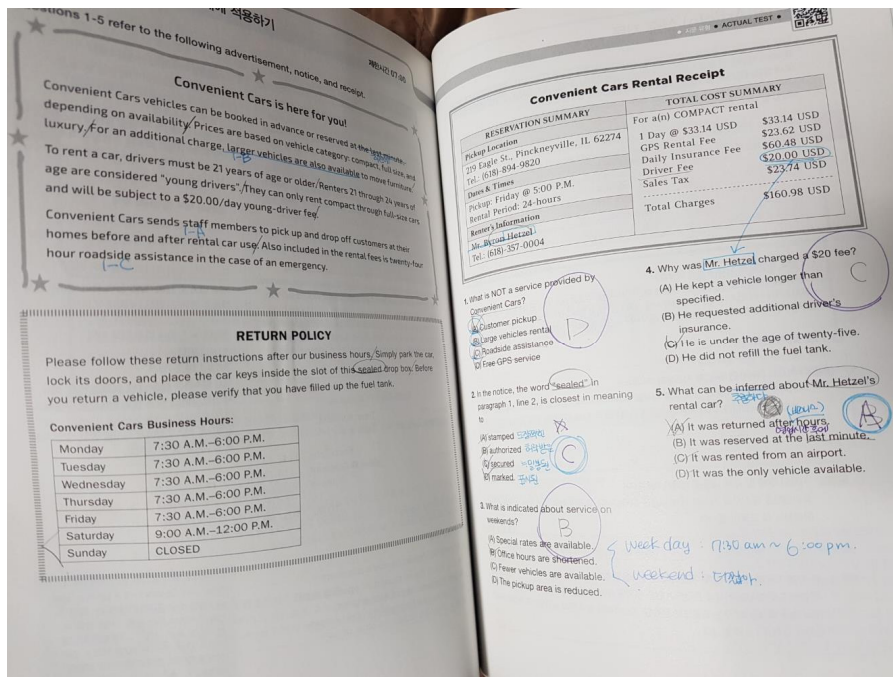 적용하기
Questions 1-5 refer to the following advertisement, notice, and receipt.
Convenient Cars is here for you!
Convenient Cars vehicles can be booked in advance or reserved at the last minute,
depending on availability. Prices are based on vehicle category: compact, full-size, and
luxury. For an additional charge, larger vehicles are also available to move furniture.
1-B
To rent a car, drivers must be 21 years of age or older. Renters 21 through 24 years of
age are considered "young drivers". They can only rent compact through full-size cars
and will be subject to a $20.00/day young-driver fee.
Convenient Cars sends staff members to pick up and drop off customers at their
1-A
homes before and after rental car use. Also included in the rental fees is twenty-four
hour roadside assistance in the case of an emergency.
1-C
RETURN POLICY
Please follow these return instructions after our business hours. Simply park the car,
lock its doors, and place the car keys inside the slot of this sealed drop box. Before
you return a vehicle, please verify that you have filled up the fuel tank.
Convenient Cars Business Hours:
Monday 7:30 A.M.–6:00 P.M.
Tuesday 7:30 A.M.–6:00 P.M.
Wednesday 7:30 A.M.–6:00 P.M.
Thursday 7:30 A.M.–6:00 P.M.
Friday 7:30 A.M.–6:00 P.M.
Saturday 9:00 A.M.–12:00 P.M.
Sunday CLOSED
ACTUAL TEST
Convenient Cars Rental Receipt
RESERVATION SUMMARY
Pickup Location
219 Eagle St., Pinckneyville, IL 62274
Tel.: (618)-894-9820
Dates & Times
Pickup: Friday @ 5:00 P.M.
Rental Period: 24-hours
Renter's Information
Mr. Byron Hetzel
Tel.: (618)-357-0004
TOTAL COST SUMMARY
For a(n) COMPACT rental
1 Day @ $33.14 USD $33.14 USD
GPS Rental Fee $23.62 USD
Daily Insurance Fee $60.48 USD
Driver Fee $20.00 USD
Sales Tax $23.74 USD
Total Charges $160.98 USD
1. What is NOT a service provided by
Convenient Cars?
(A) Customer pickup
(B) Large vehicles rental
(C) Roadside assistance
(D) Free GPS service
D
2. In the notice, the word "sealed" in
paragraph 1, line 2, is closest in meaning
to
(A) stamped
(B) authorized
(C) secured
(D) marked
C
3. What is indicated about service on
weekends?
(A) Special rates are available.
(B) Office hours are shortened.
(C) Fewer vehicles are available.
(D) The pickup area is reduced.
B
weekday : 7:30 am ~ 6:00 pm.
weekend :
4. Why was Mr. Hetzel charged a $20 fee?
(A) He kept a vehicle longer than
specified.
(B) He requested additional driver's
insurance.
(C) He is under the age of twenty-five.
(D) He did not refill the fuel tank.
C
5. What can be inferred about Mr. Hetzel's
rental car?
(A) It was returned after hours.
(B) It was reserved at the last minute.
(C) It was rented from an airport.
(D) It was the only vehicle available.